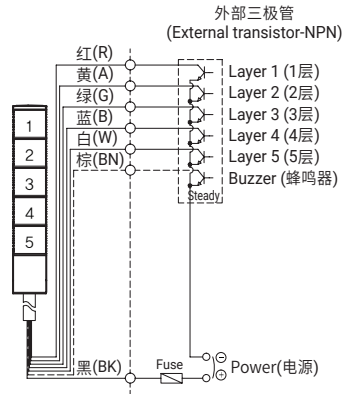 外部三极管
(External transistor-NPN)
红(R)
黄(A)
绿(G)
蓝(B)
白(W)
棕(BN)
Layer 1 (1层)
Layer 2 (2层)
Layer 3 (3层)
Layer 4 (4层)
Layer 5 (5层)
Buzzer (蜂鸣器)
Steady
1
2
3
4
5
黑(BK)
Fuse
Power(电源)